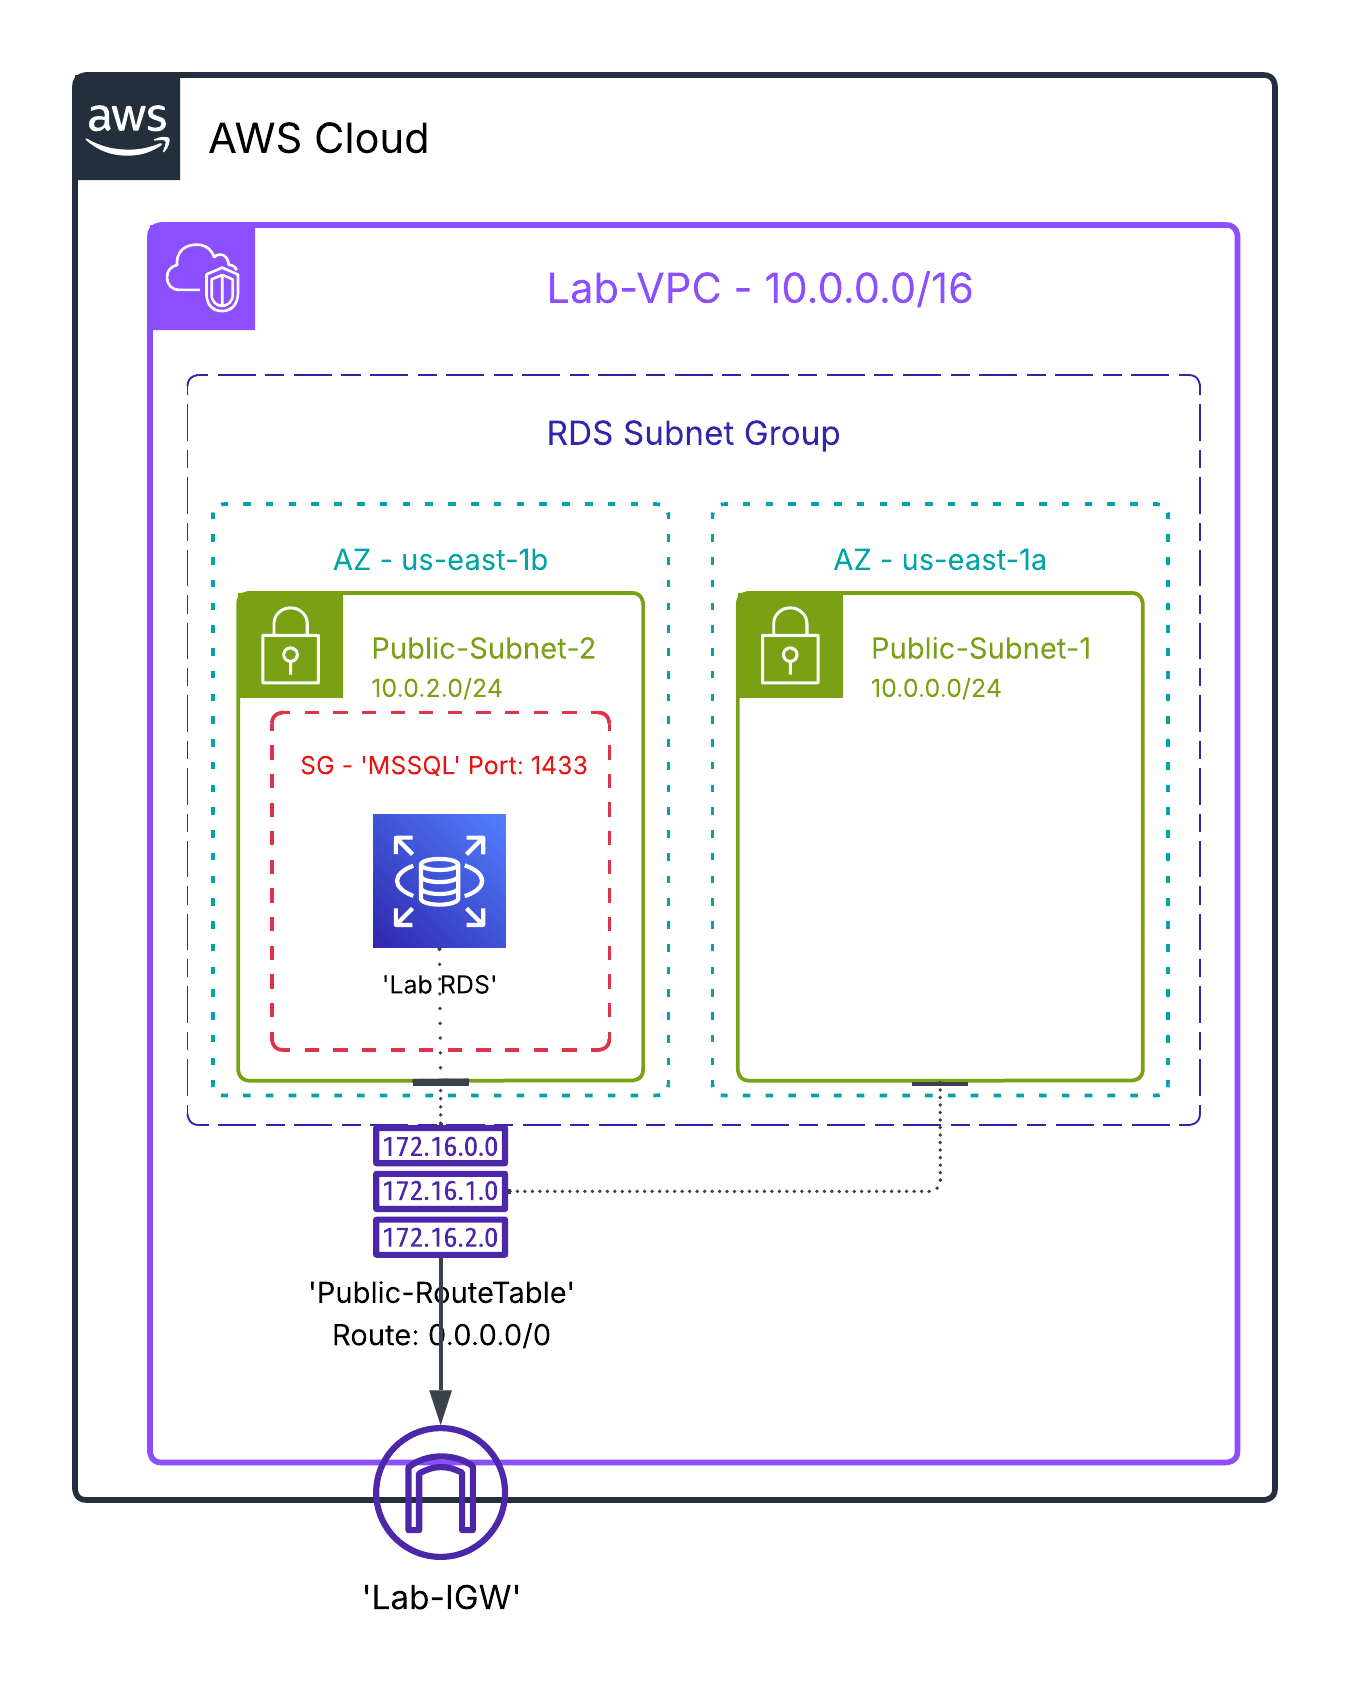 aws
AWS Cloud
Lab-VPC - 10.0.0.0/16
RDS Subnet Group
AZ - us-east-1b
Public-Subnet-2
10.0.2.0/24
SG - 'MSSQL' Port: 1433
'Lab RDS'
AZ - us-east-1a
Public-Subnet-1
10.0.0.0/24
172.16.0.0
172.16.1.0
172.16.2.0
'Public-RouteTable'
Route: 0.0.0.0/0
'Lab-IGW'